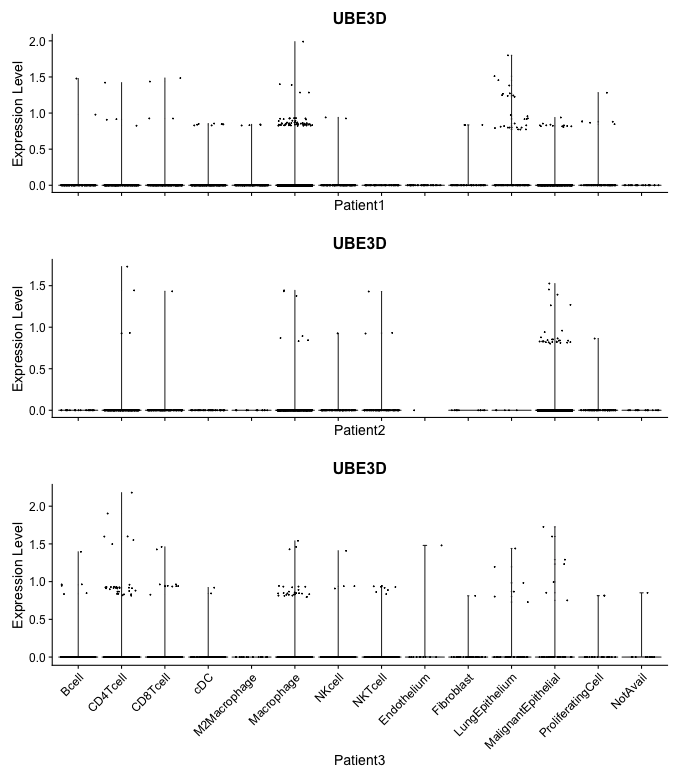 UBE3D
Expression Level
2.0
1.5
1.0
0.5
0.0
Patient1
UBE3D
Expression Level
1.5
1.0
0.5
0.0
Patient2
UBE3D
Expression Level
2.0
1.5
1.0
0.5
0.0
Bcell
CD4Tcell
CD8Tcell
cDC
M2Macrophage
Macrophage
NKcell
NKTcell
Endothelium
Fibroblast
LungEpithelium
MalignantEpithelial
ProliferatingCell
NotAvail
Patient3